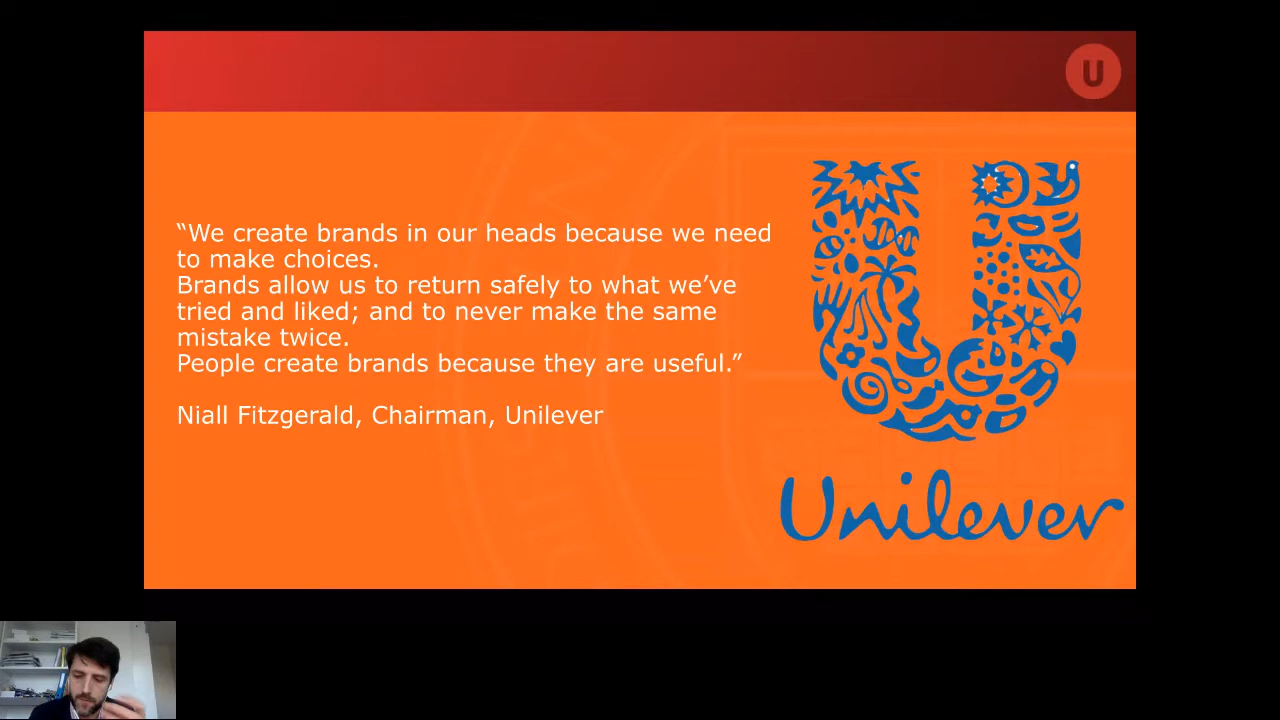 U
“We create brands in our heads because we need
to make choices.
Brands allow us to return safely to what we’ve
tried and liked; and to never make the same
mistake twice.
People create brands because they are useful.”
Niall Fitzgerald, Chairman, Unilever
Unilever